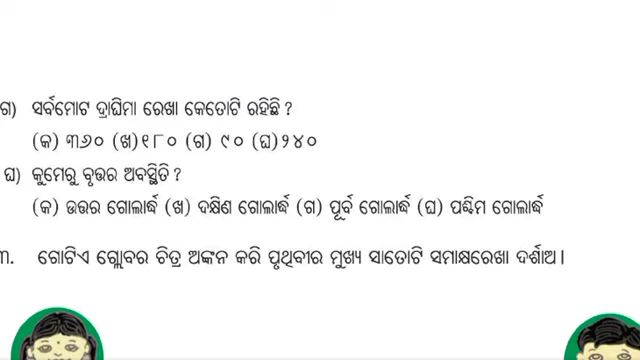 ଗ) ସର୍ବମୋଟ ଦ୍ରାଘିମା ରେଖା କେତୋଟି ରହିଛି ?
(କ) ୩୬୦ (ଖ)୧୮୦ (ଗ) ୯୦ (ଘ)୨୪୦
ଘ) କୁମେରୁ ବୃତ୍ତର ଅବସ୍ଥିତି ?
(କ) ଉତ୍ତର ଗୋଲାର୍ଦ୍ଧ (ଖ) ଦକ୍ଷିଣ ଗୋଲାର୍ଦ୍ଧ (ଗ) ପୂର୍ବ ଗୋଲାର୍ଦ୍ଧ (ଘ) ପଶ୍ଚିମ ଗୋଲାର୍ଦ୍ଧ
୩. ଗୋଟିଏ ଗ୍ଲୋବର ଚିତ୍ର ଅଙ୍କନ କରି ପୃଥିବୀର ମୁଖ୍ୟ ସାତୋଟି ସମାକ୍ଷରେଖା ଦର୍ଶାଅ।